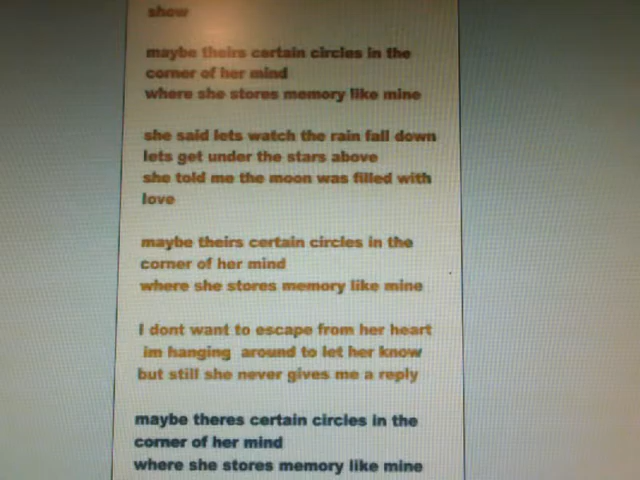 show
maybe theirs certain circles in the
corner of her mind
where she stores memory like mine
she said lets watch the rain fall down
lets get under the stars above
she told me the moon was filled with
love
maybe theirs certain circles in the
corner of her mind
where she stores memory like mine
I dont want to escape from her heart
im hanging around to let her know
but still she never gives me a reply
maybe theres certain circles in the
corner of her mind
where she stores memory like mine